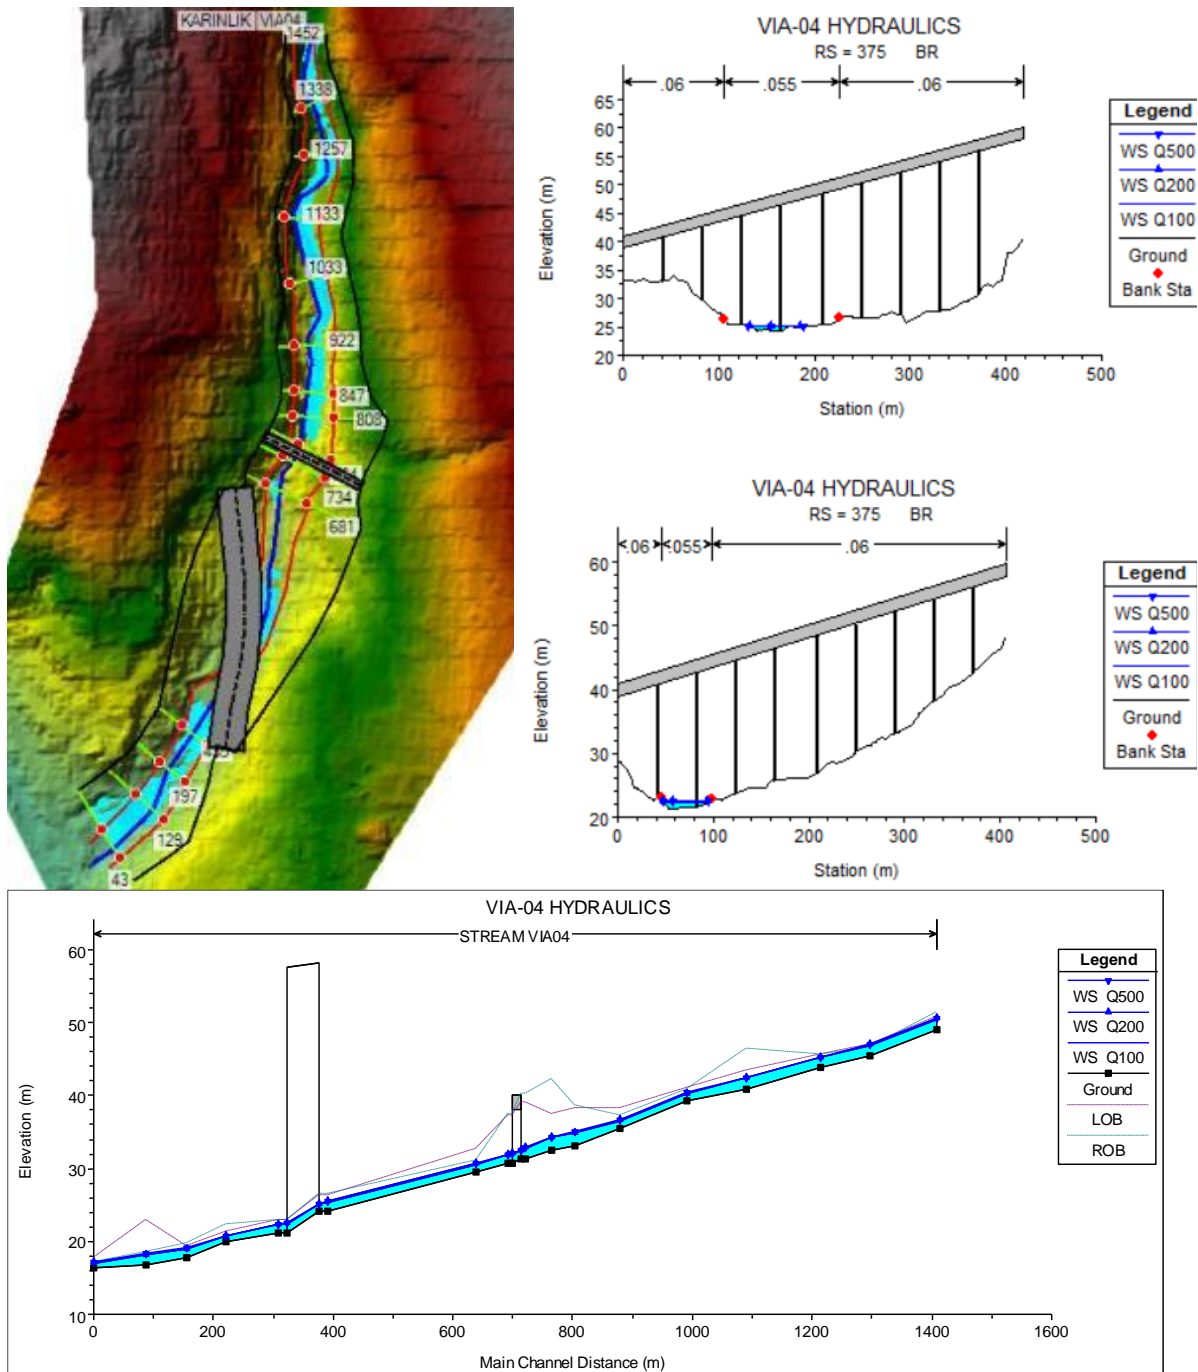 KARINLIK VIA04
1452
1338
1257
1133
1033
922
847
808
734
681
197
129
43
VIA-04 HYDRAULICS
RS = 375 BR
.06 .055 .06
65
60
55
50
45
40
35
30
25
20
0 100 200 300 400 500
Elevation (m)
Station (m)
Legend
WS Q500
WS Q200
WS Q100
Ground
Bank Sta
VIA-04 HYDRAULICS
RS = 375 BR
.06 .055 .06
60
50
40
30
20
0 100 200 300 400 500
Elevation (m)
Station (m)
Legend
WS Q500
WS Q200
WS Q100
Ground
Bank Sta
VIA-04 HYDRAULICS
STREAM VIA04
60
50
40
30
20
10
0 200 400 600 800 1000 1200 1400 1600
Elevation (m)
Main Channel Distance (m)
Legend
WS Q500
WS Q200
WS Q100
Ground
LOB
ROB